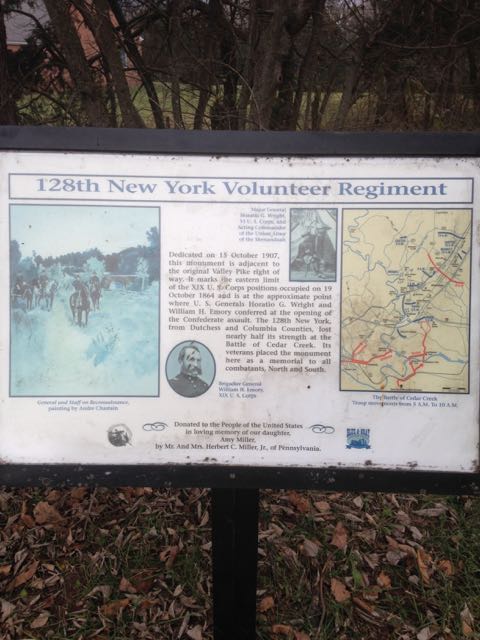 128th New York Volunteer Regiment
Major General
Horatio G. Wright,
VI U. S. Corps, and
Acting Commander
of the Union Army
of the Shenandoah
Dedicated on 15 October 1907,
this monument is adjacent to
the original Valley Pike right of
way. It marks the eastern limit
of the XIX U. S. Corps positions occupied on 19
October 1864 and is at the approximate point
where U. S. Generals Horatio G. Wright and
William H. Emory conferred at the opening of
the Confederate assault. The 128th New York,
from Dutchess and Columbia Counties, lost
nearly half its strength at the
Battle of Cedar Creek. Its
veterans placed the monument
here as a memorial to all
combatants, North and South.
Brigadier General
William H. Emory,
XIX U. S. Corps
General and Staff on Reconnaissance,
painting by Andre Chastain
The Battle of Cedar Creek
Troop movements from 5 A.M. To 10 A.M.
Donated to the People of the United States
in loving memory of our daughter,
Amy Miller,
by Mr. And Mrs. Herbert C. Miller, Jr., of Pennsylvania.
BLUE & GRAY